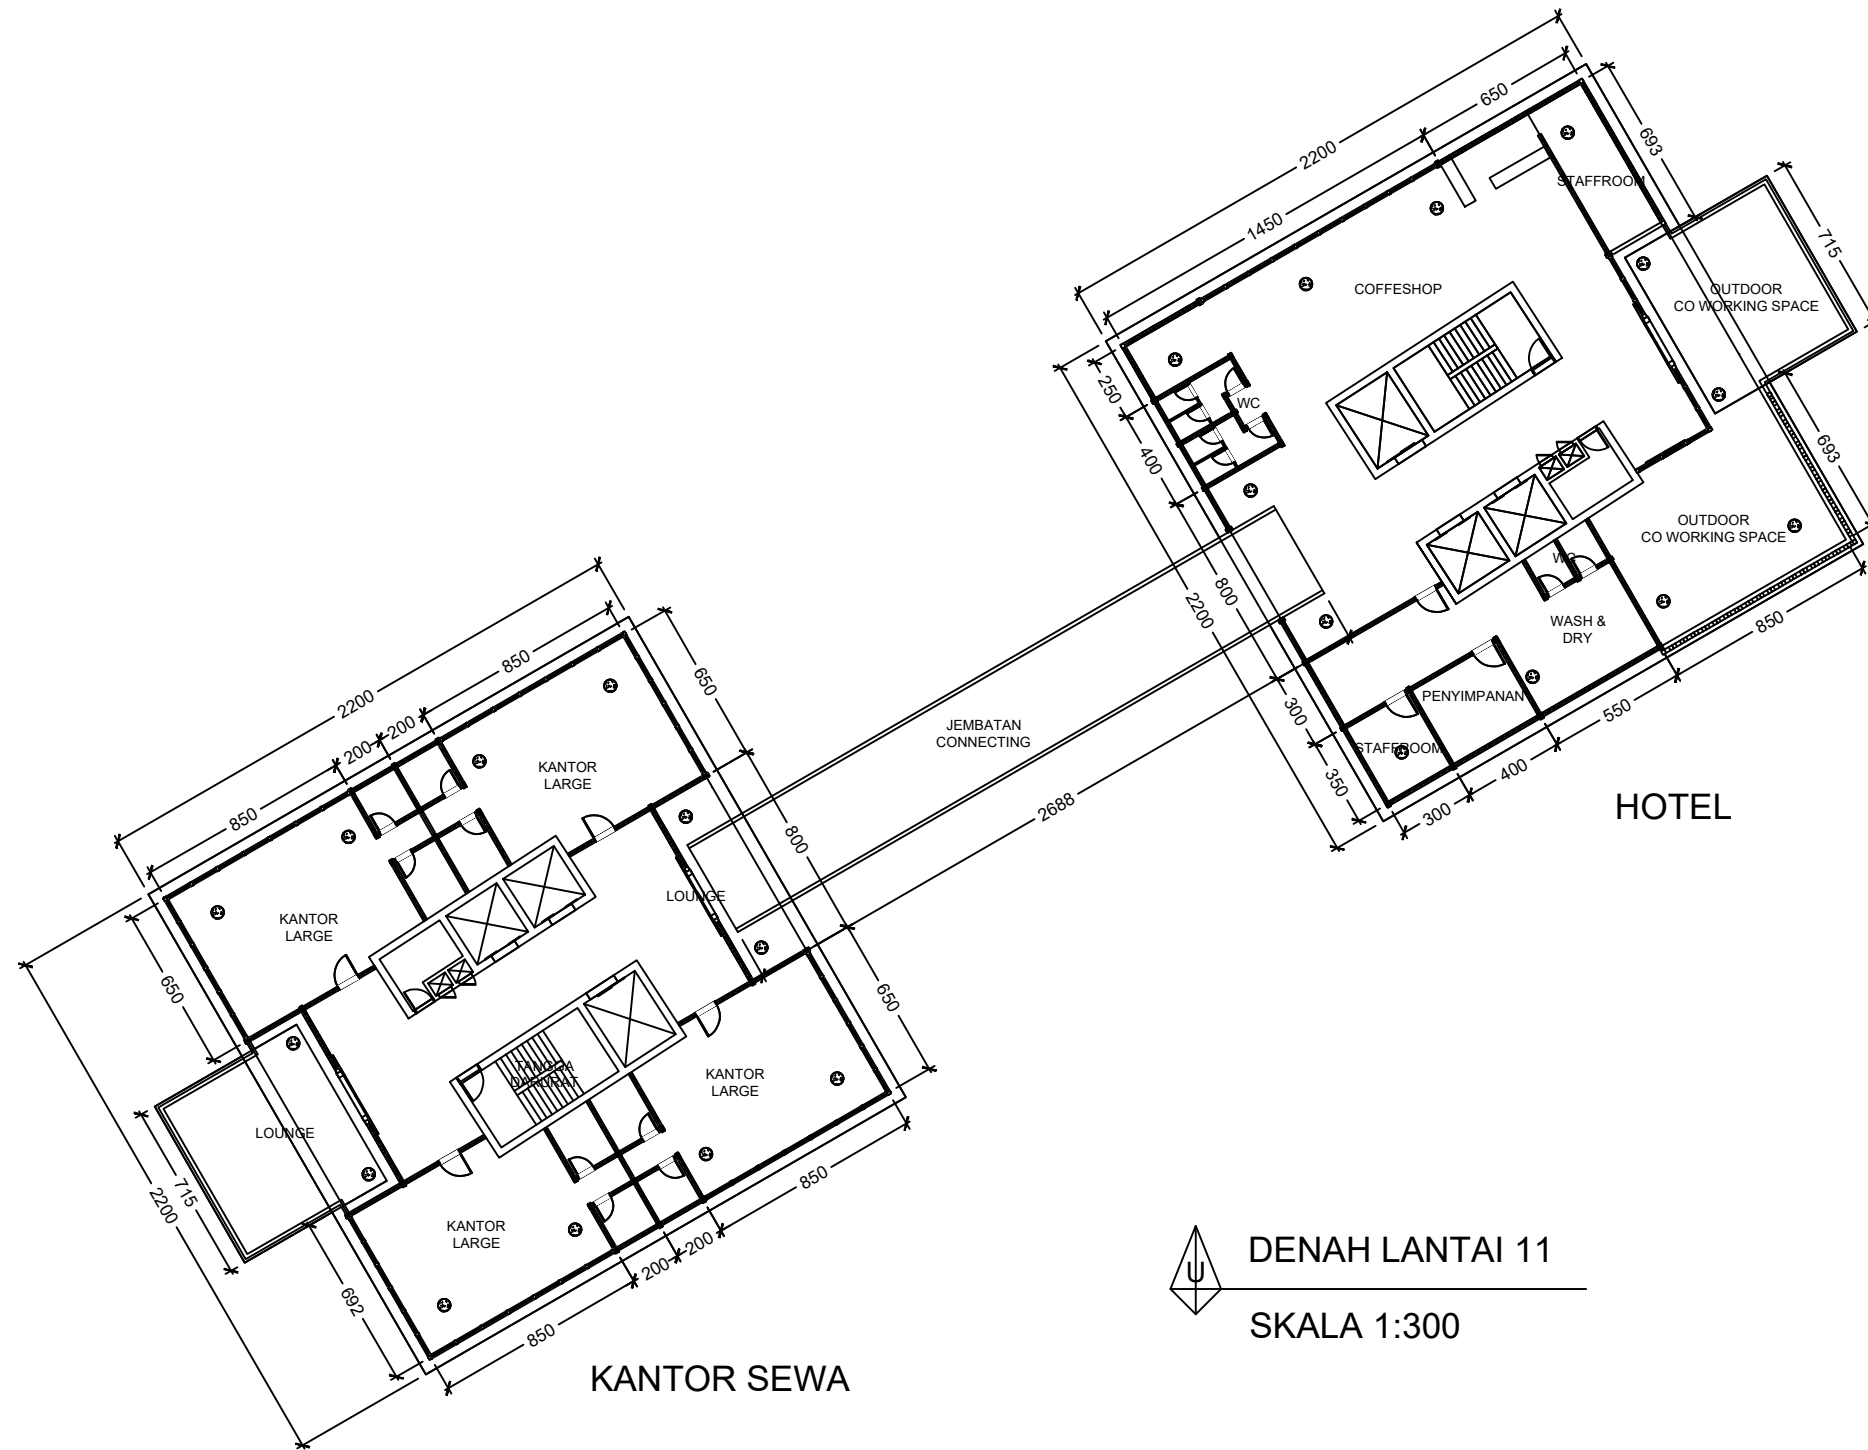 650
2200
1450
693
STAFFROOM
715
OUTDOOR
CO WORKING SPACE
COFFESHOP
250
WC
400
693
OUTDOOR
CO WORKING SPACE
WC
800
2200
WASH &
DRY
850
PENYIMPANAN
300
STAFFROOM
550
350
400
300
HOTEL
JEMBATAN
CONNECTING
2688
850
2200
200
200
850
650
KANTOR
LARGE
800
LOUNGE
KANTOR
LARGE
650
650
TANGGA
DARURAT
KANTOR
LARGE
LOUNGE
715
2200
KANTOR
LARGE
850
200
200
692
850
KANTOR SEWA
U
DENAH LANTAI 11
SKALA 1:300